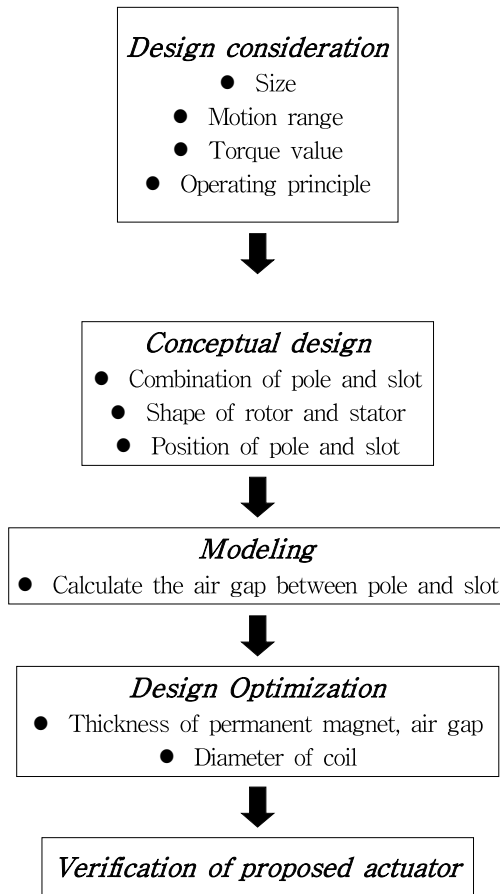 Design consideration
● Size
● Motion range
● Torque value
● Operating principle
Conceptual design
● Combination of pole and slot
● Shape of rotor and stator
● Position of pole and slot
Modeling
● Calculate the air gap between pole and slot
Design Optimization
● Thickness of permanent magnet, air gap
● Diameter of coil
Verification of proposed actuator